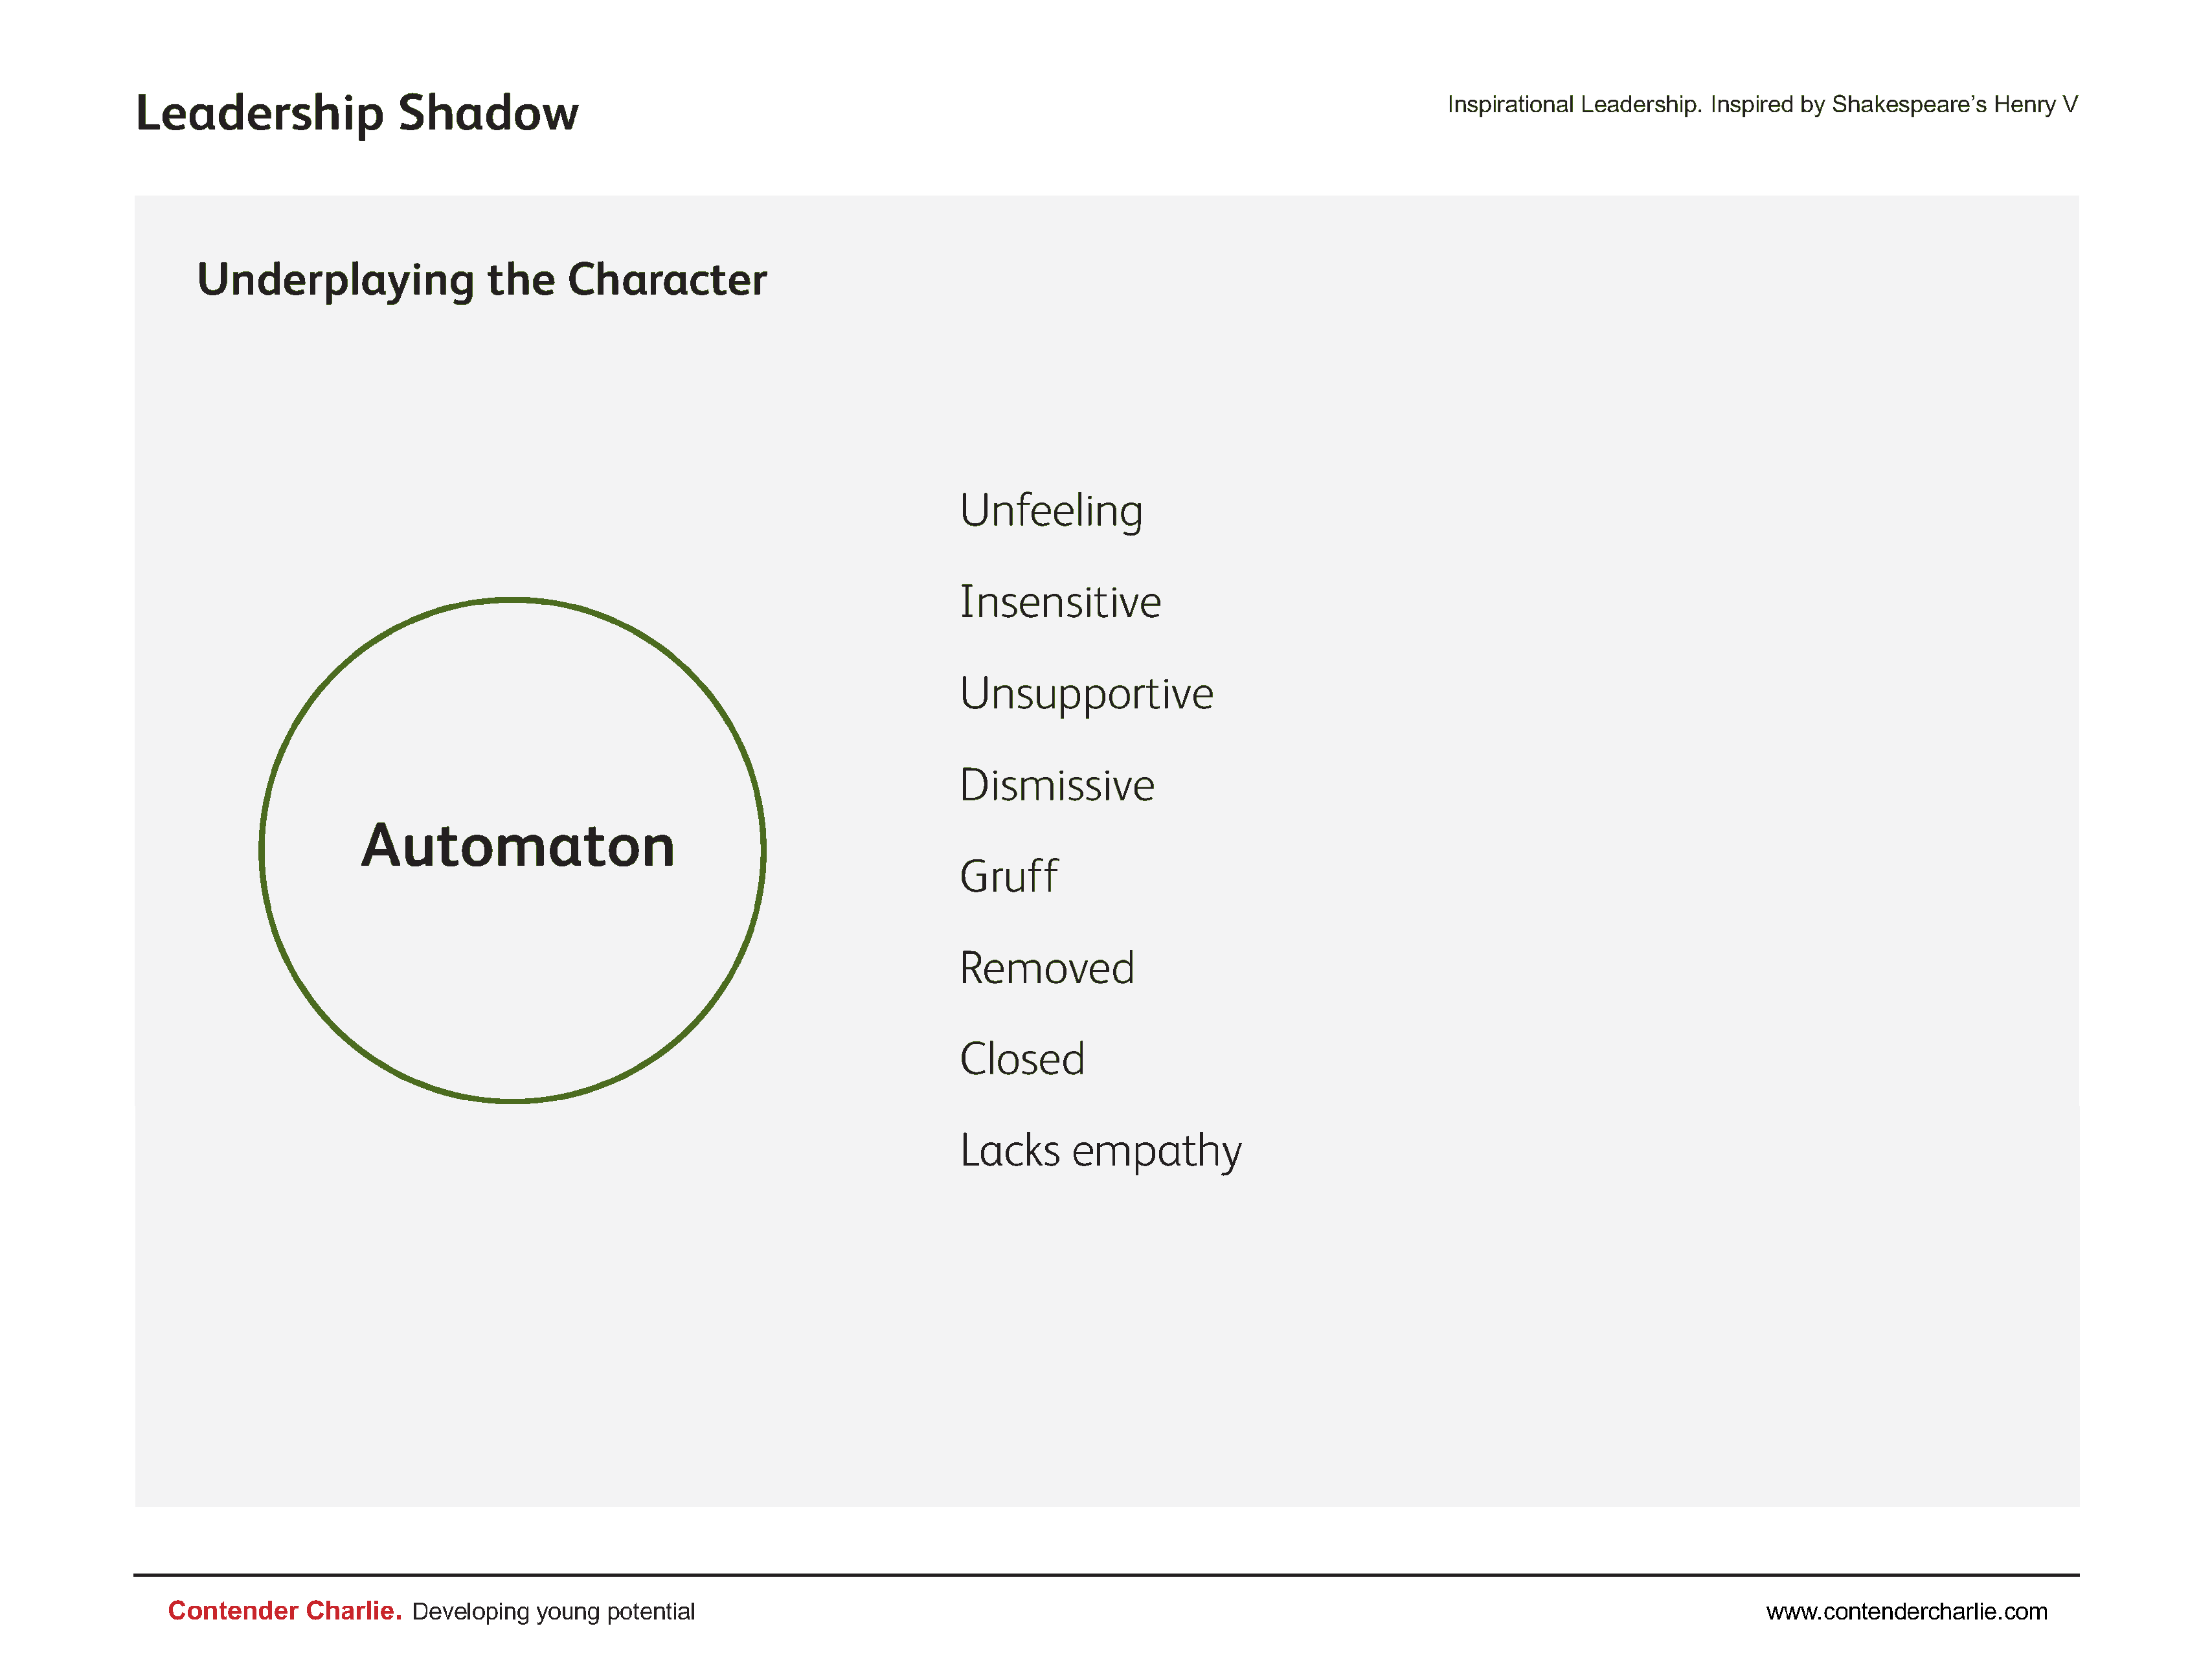 Leadership Shadow
Inspirational Leadership. Inspired by Shakespeare’s Henry V
Underplaying the Character
Automaton
Unfeeling
Insensitive
Unsupportive
Dismissive
Gruff
Removed
Closed
Lacks empathy
Contender Charlie. Developing young potential
www.contendercharlie.com